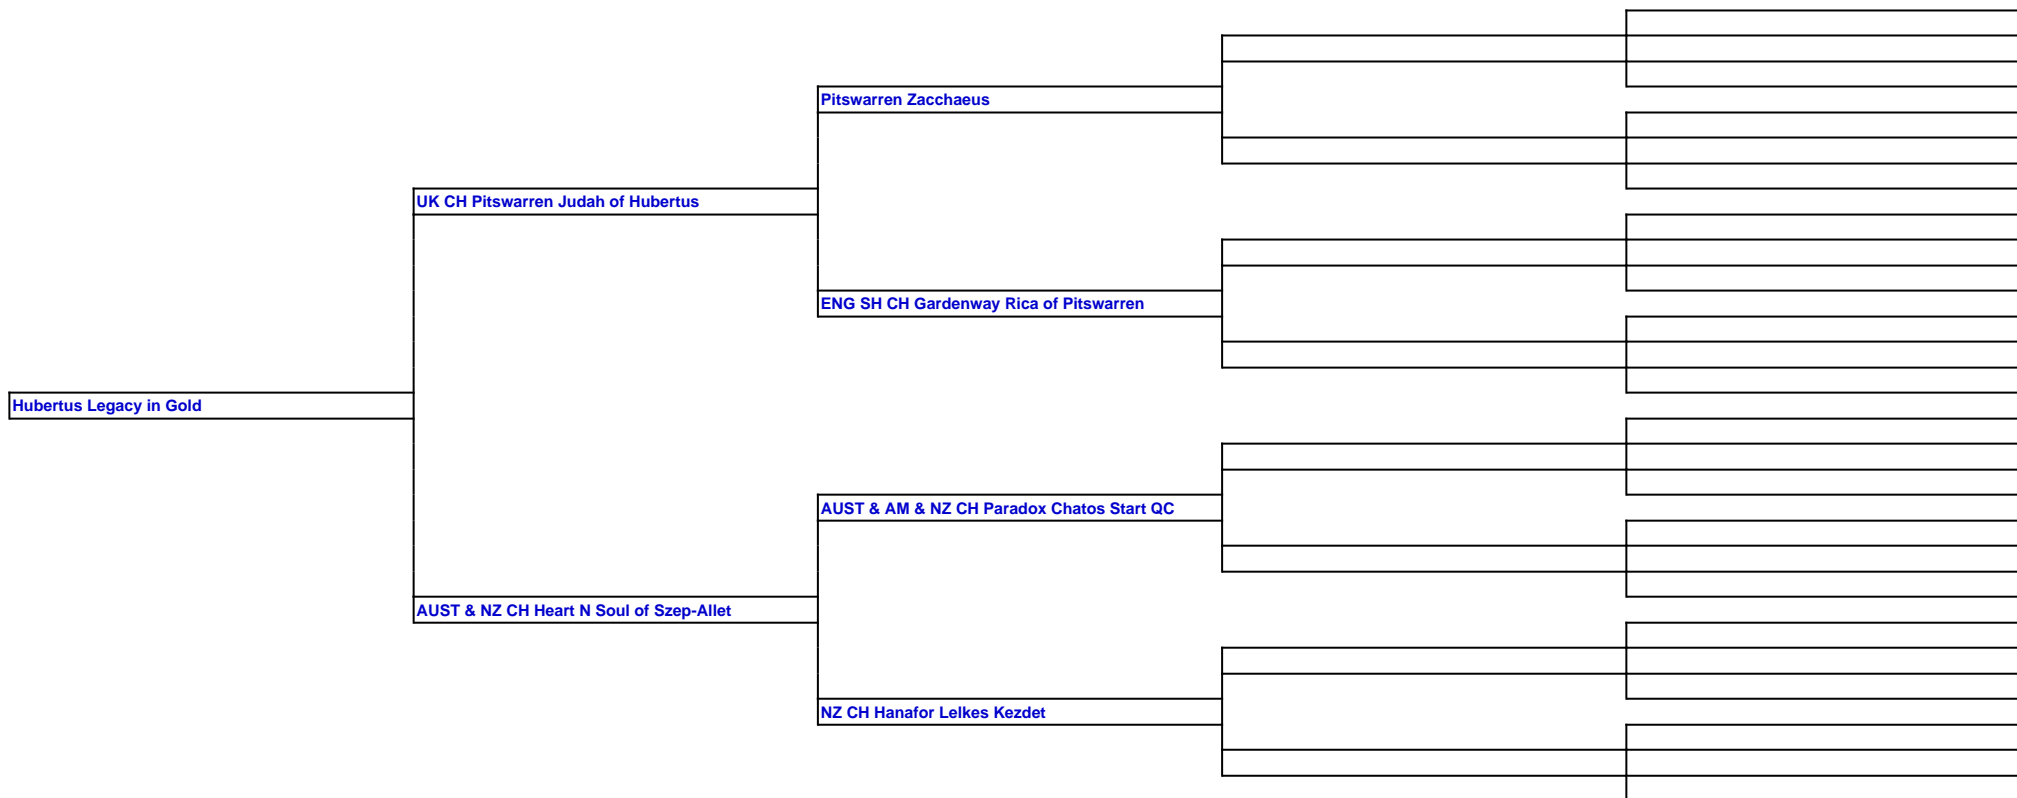 Pitswarren Zacchaeus
UK CH Pitswarren Judah of Hubertus
ENG SH CH Gardenway Rica of Pitswarren
Hubertus Legacy in Gold
AUST & AM & NZ CH Paradox Chatos Start QC
AUST & NZ CH Heart N Soul of Szep-Allet
NZ CH Hanafor Lelkes Kezdet